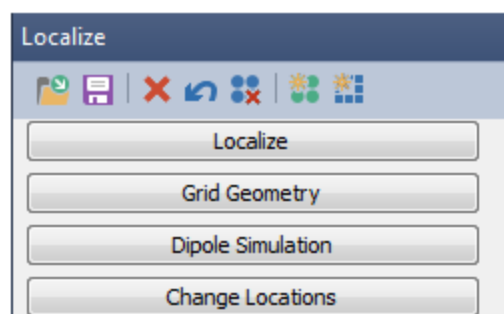 Localize
Localize
Grid Geometry
Dipole Simulation
Change Locations